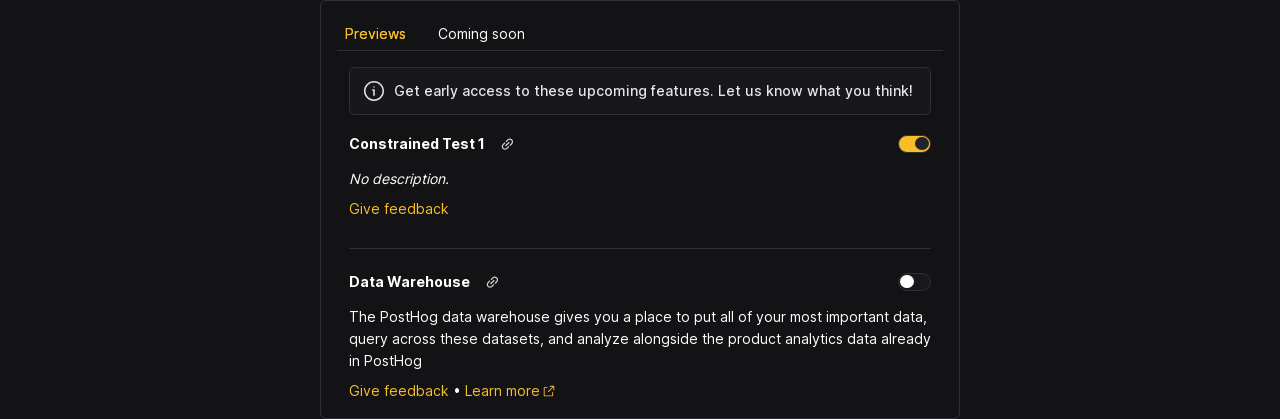 Previews
Coming soon
Get early access to these upcoming features. Let us know what you think!
Constrained Test 1
No description.
Give feedback
Data Warehouse
The PostHog data warehouse gives you a place to put all of your most important data,
query across these datasets, and analyze alongside the product analytics data already
in PostHog
Give feedback • Learn more